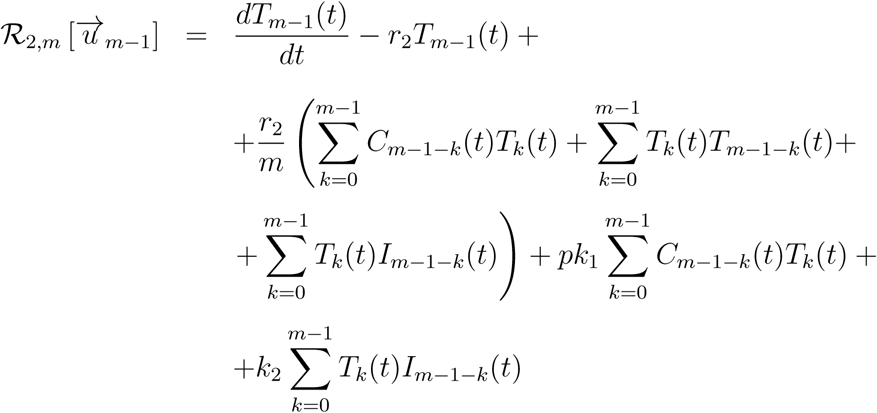 \mathcal{R}_{2,m}\,[\overrightarrow{u}_{m-1}] = \frac{dT_{m-1}(t)}{dt} - r_2 T_{m-1}(t) +
+ \frac{r_2}{m} \left( \sum_{k=0}^{m-1} C_{m-1-k}(t) T_k(t) + \sum_{k=0}^{m-1} T_k(t) T_{m-1-k}(t) + \right.
\left. + \sum_{k=0}^{m-1} T_k(t) I_{m-1-k}(t) \right) + p k_1 \sum_{k=0}^{m-1} C_{m-1-k}(t) T_k(t) +
+ k_2 \sum_{k=0}^{m-1} T_k(t) I_{m-1-k}(t)